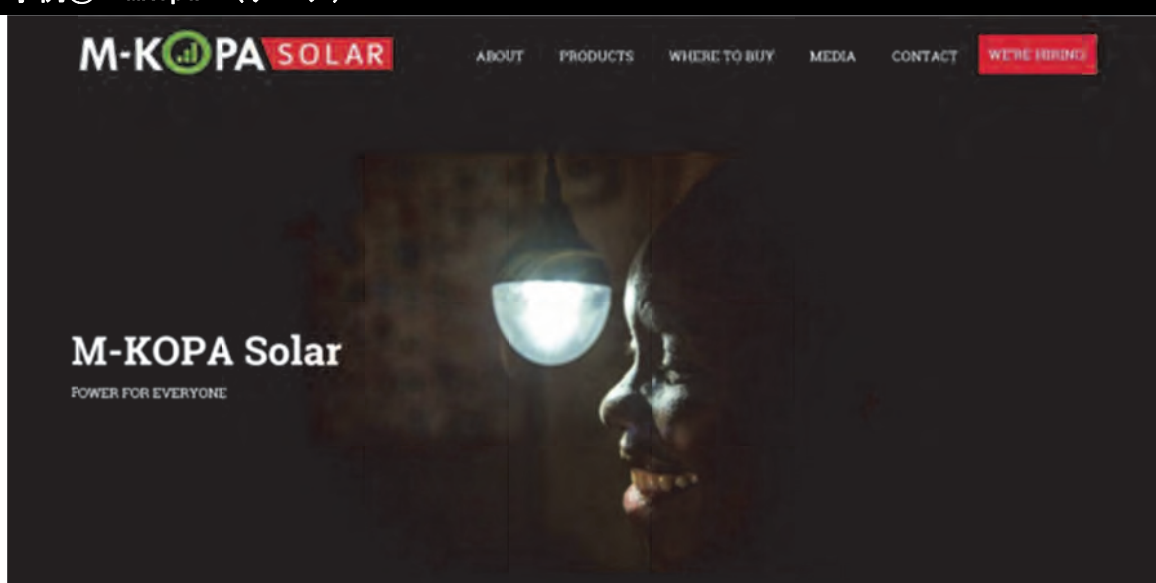 M-KOPA SOLAR
ABOUT PRODUCTS WHERE TO BUY MEDIA CONTACT WE'RE HIRING
M-KOPA Solar
POWER FOR EVERYONE